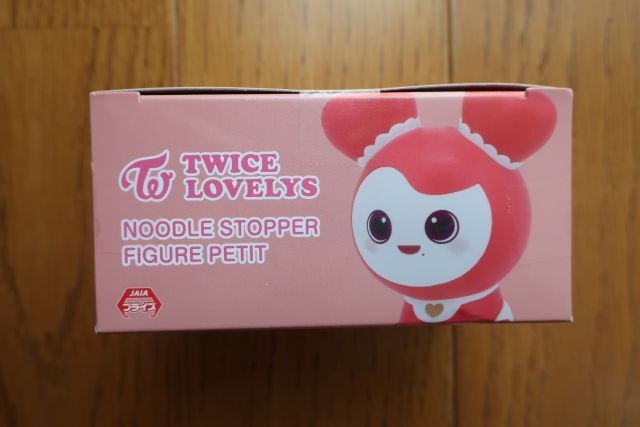 TWICE
LOVELYS
NOODLE STOPPER
FIGURE PETIT
JAIA
プライズ